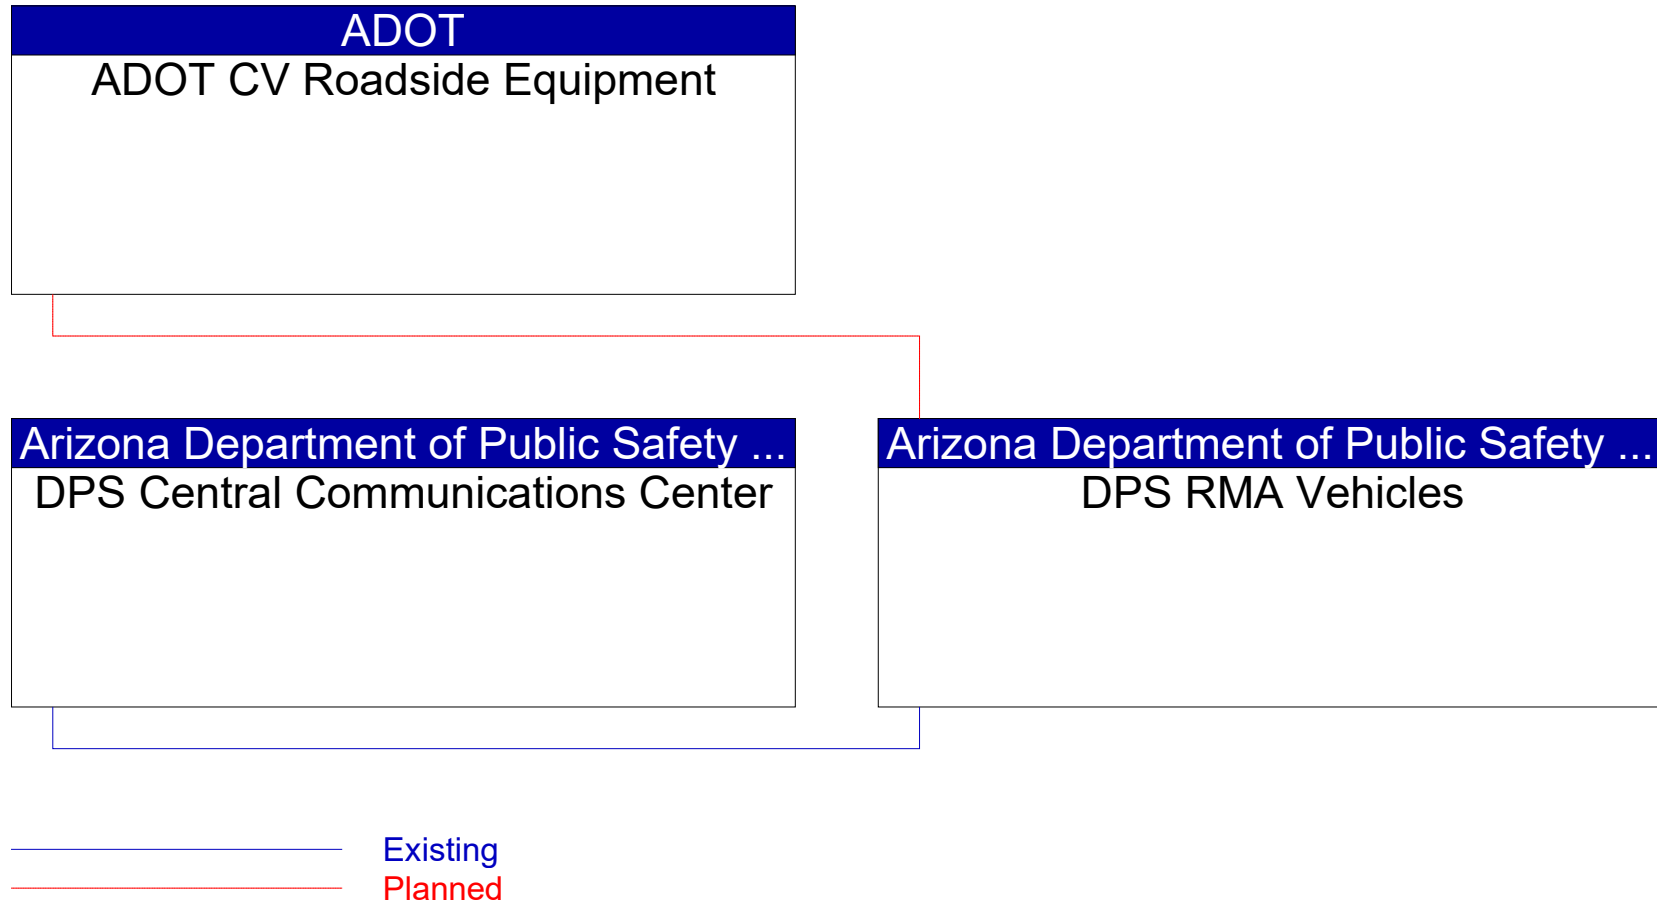 ADOT
ADOT CV Roadside Equipment
Arizona Department of Public Safety ...
DPS Central Communications Center
Arizona Department of Public Safety ...
DPS RMA Vehicles
Existing
Planned